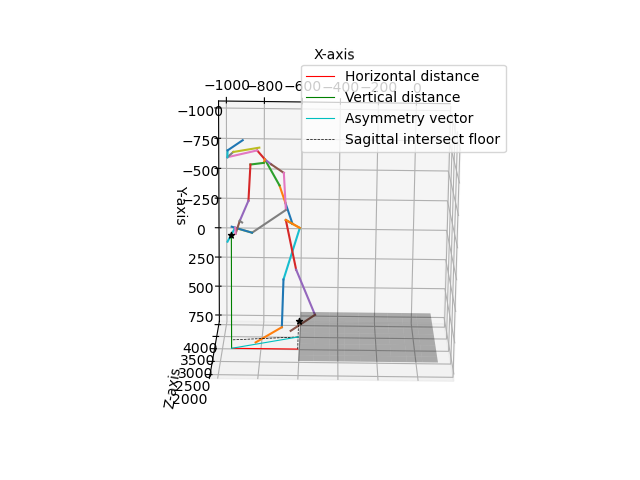 X-axis
−1000 −800 −600 −400 −200 0
Horizontal distance
Vertical distance
Asymmetry vector
Sagittal intersect floor
−1000
−750
−500
−250
0
250
500
750
Y-axis
4000
3500
3000
2500
2000
Z-axis